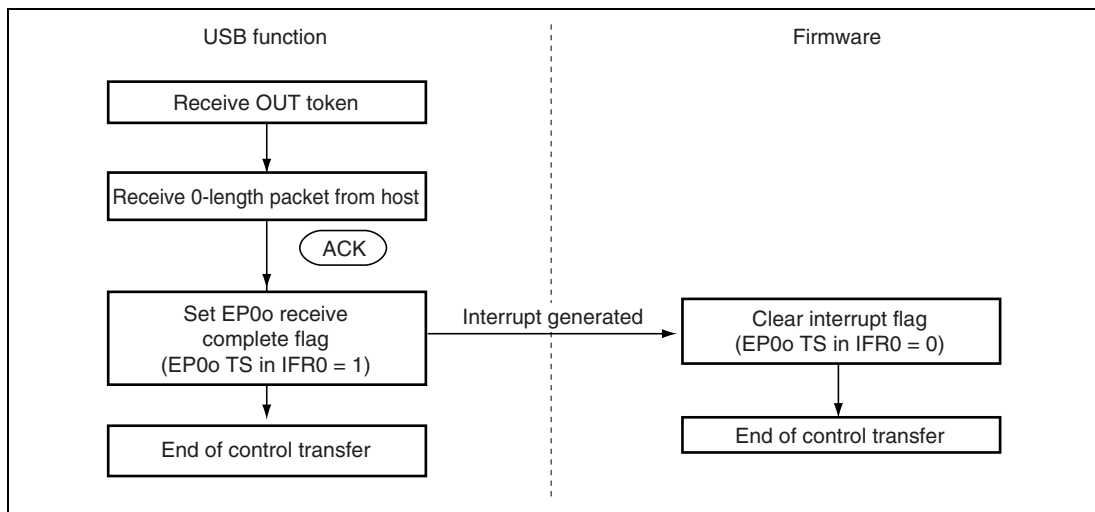 USB function
Firmware
Receive OUT token
Receive 0-length packet from host
ACK
Set EP0o receive
complete flag
(EP0o TS in IFR0 = 1)
Interrupt generated
Clear interrupt flag
(EP0o TS in IFR0 = 0)
End of control transfer
End of control transfer